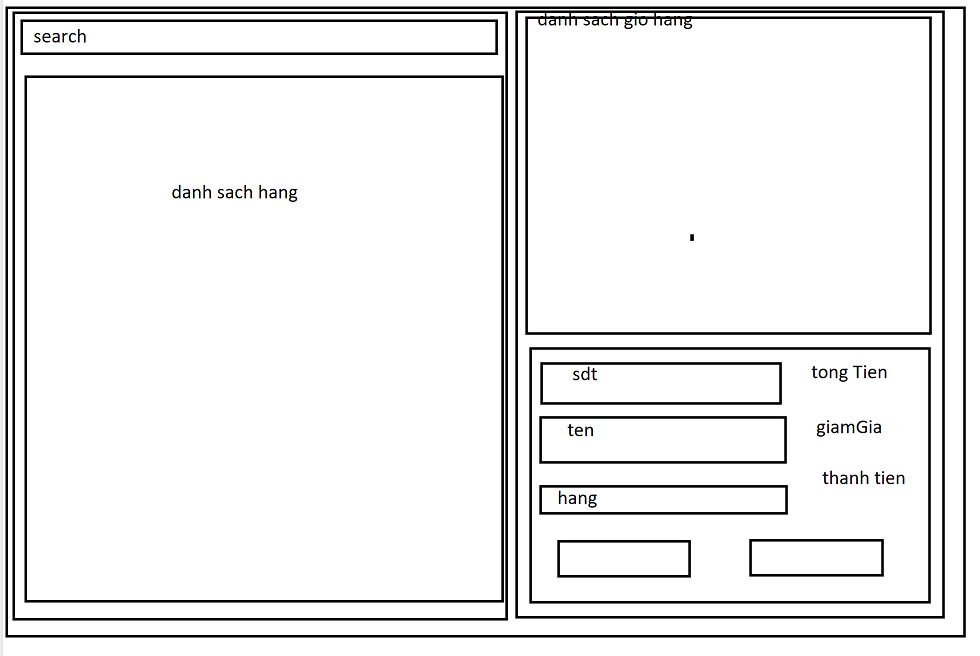 search
danh sach hang
danh sach gio hang
sdt
tong Tien
ten
giamGia
thanh tien
hang